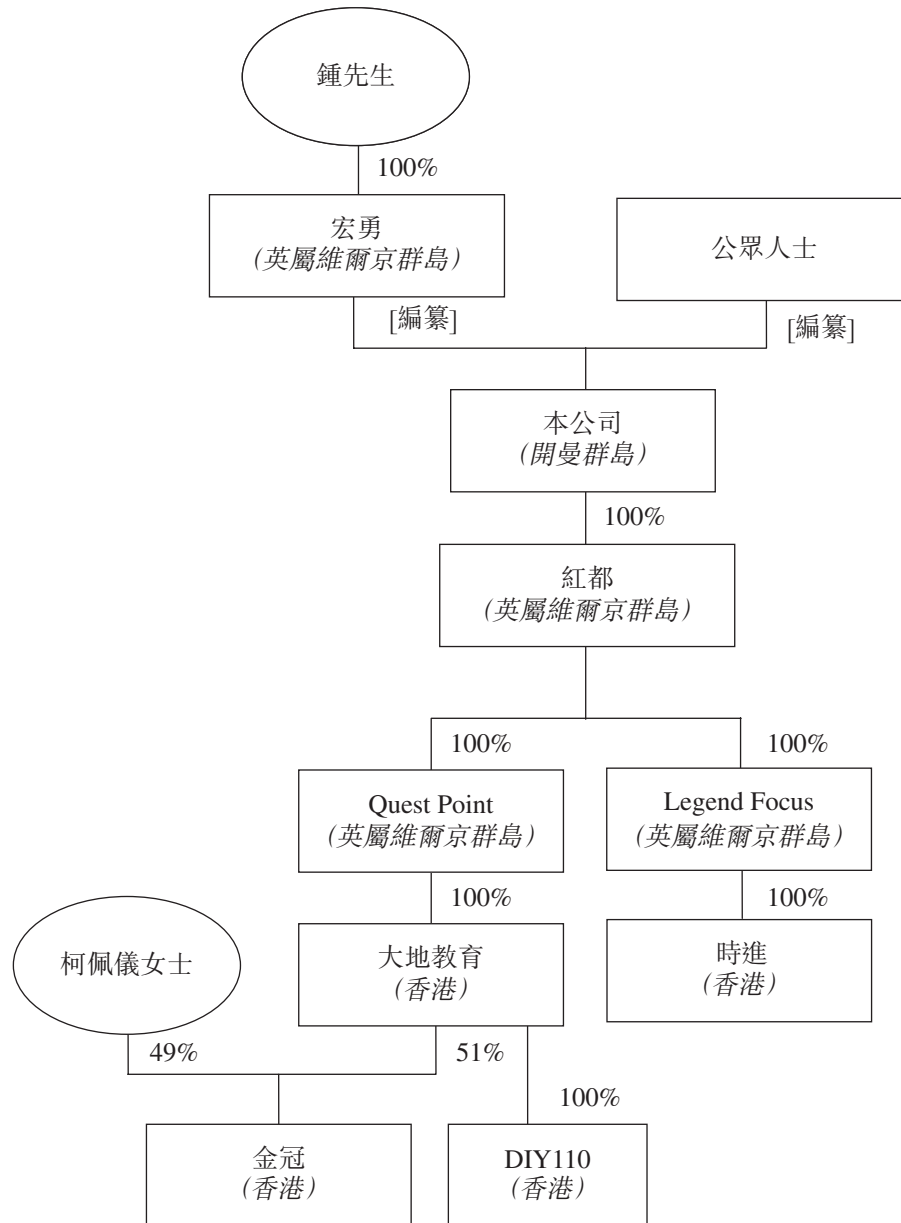 鍾先生
100%
宏勇
(英屬維爾京群島)
公眾人士
[編纂]
[編纂]
本公司
(開曼群島)
100%
紅都
(英屬維爾京群島)
100%
100%
Quest Point
(英屬維爾京群島)
Legend Focus
(英屬維爾京群島)
100%
100%
柯佩儀女士
大地教育
(香港)
時進
(香港)
49%
51%
100%
金冠
(香港)
DIY110
(香港)